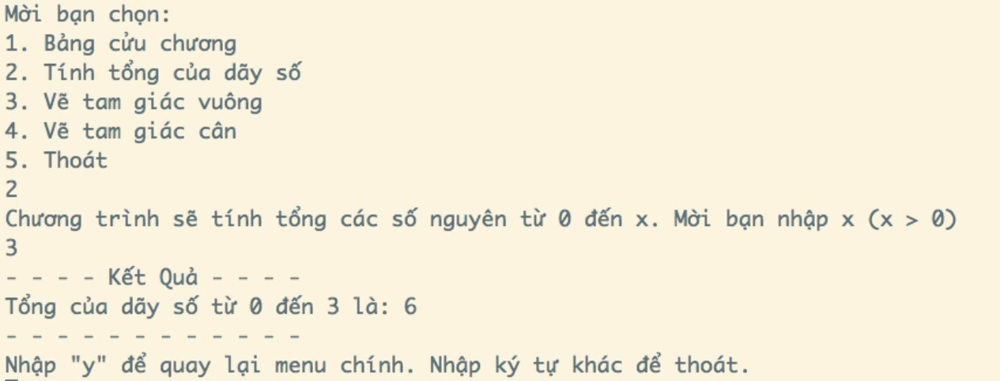 Mời bạn chọn:
1. Bảng cửu chương
2. Tính tổng của dãy số
3. Vẽ tam giác vuông
4. Vẽ tam giác cân
5. Thoát
2
Chương trình sẽ tính tổng các số nguyên từ 0 đến x. Mời bạn nhập x (x > 0)
3
- - - - Kết Quả - - - -
Tổng của dãy số từ 0 đến 3 là: 6
- - - - - - - - - - - -
Nhập "y" để quay lại menu chính. Nhập ký tự khác để thoát.